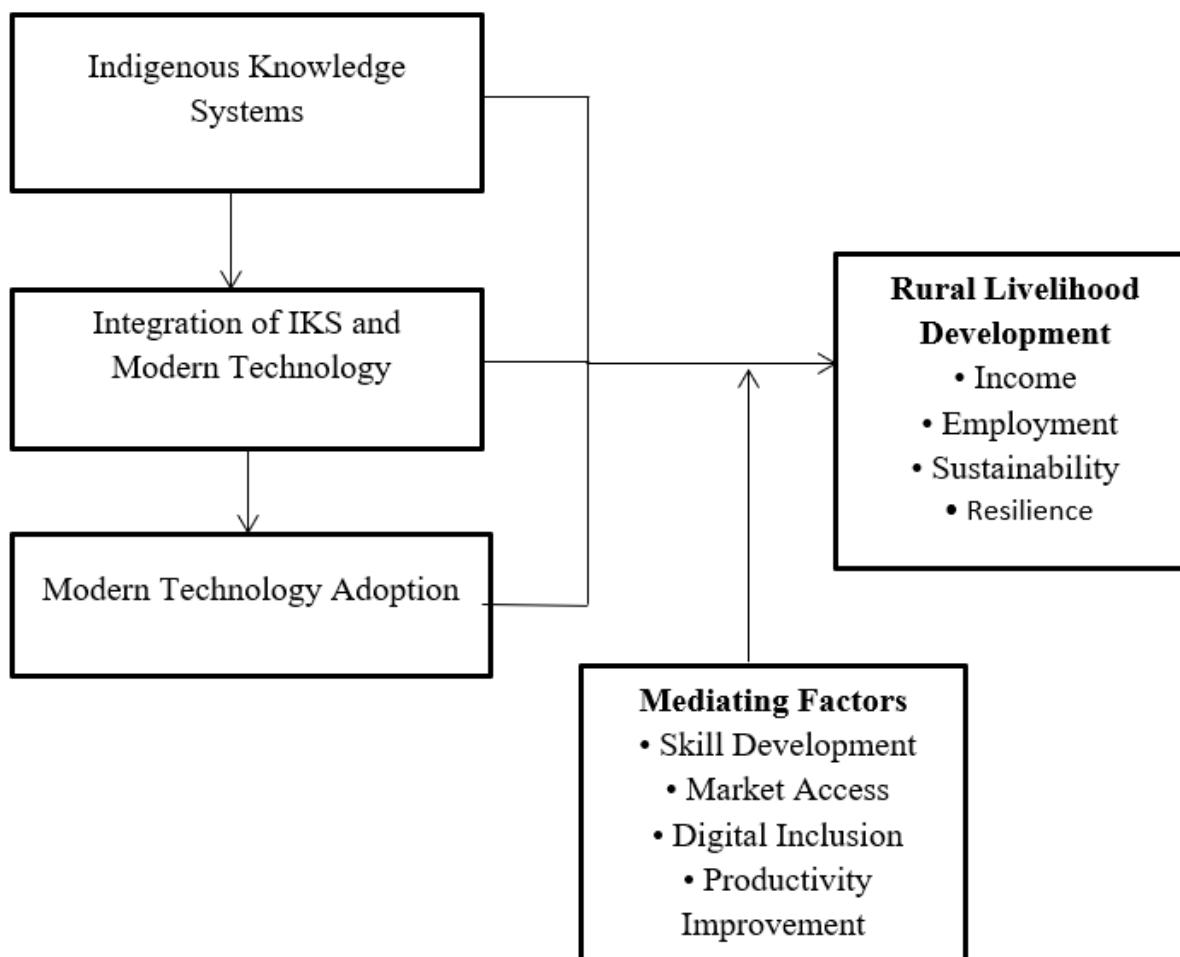 Indigenous Knowledge
Systems
Integration of IKS and
Modern Technology
Modern Technology Adoption
Rural Livelihood
Development
• Income
• Employment
• Sustainability
• Resilience
Mediating Factors
• Skill Development
• Market Access
• Digital Inclusion
• Productivity
Improvement